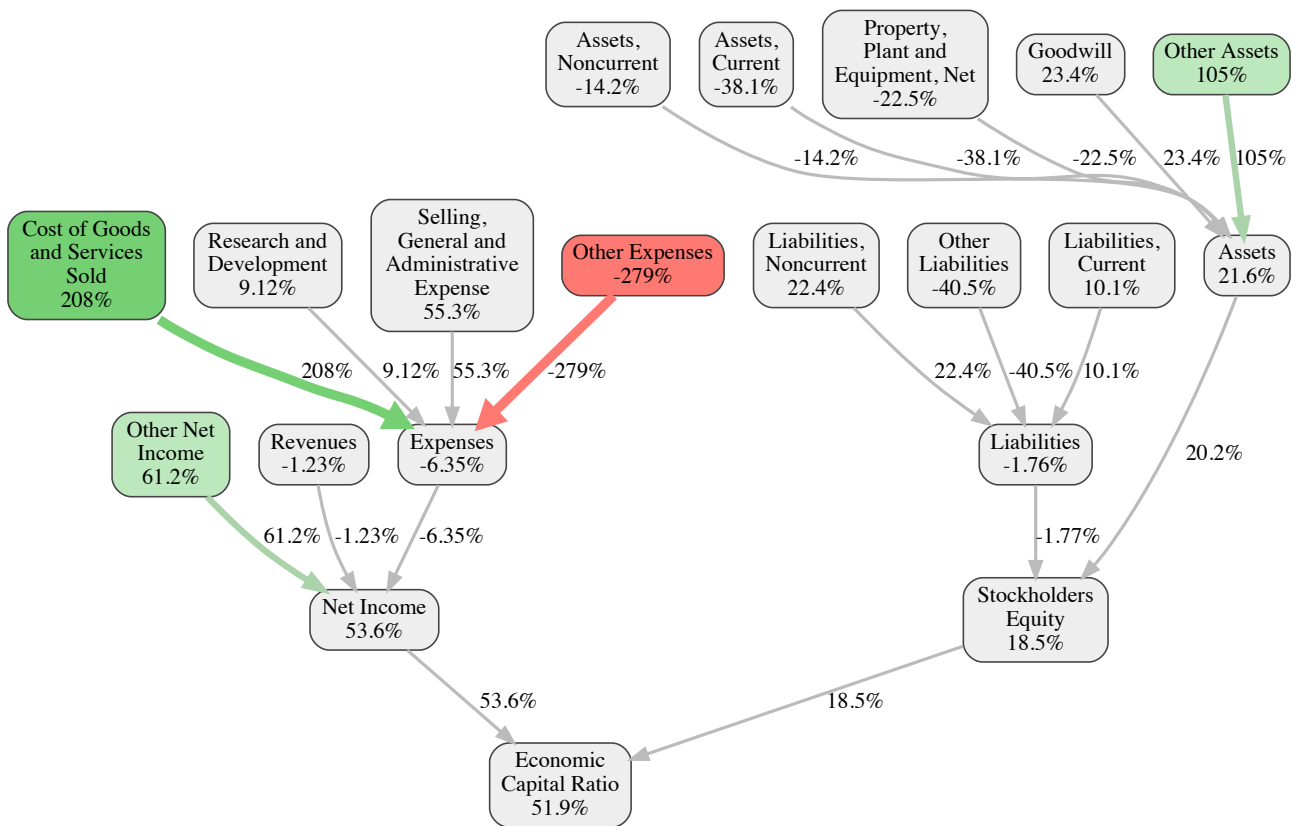 Assets,
Noncurrent
-14.2%
Assets,
Current
-38.1%
Property,
Plant and
Equipment, Net
-22.5%
Goodwill
23.4%
Other Assets
105%
-14.2%
-38.1%
-22.5%
23.4%
105%
Cost of Goods
and Services
Sold
208%
Research and
Development
9.12%
Selling,
General and
Administrative
Expense
55.3%
Other Expenses
-279%
Liabilities,
Noncurrent
22.4%
Other
Liabilities
-40.5%
Liabilities,
Current
10.1%
Assets
21.6%
208%
9.12%
55.3%
-279%
22.4%
-40.5%
10.1%
20.2%
Other Net
Income
61.2%
Revenues
-1.23%
Expenses
-6.35%
Liabilities
-1.76%
61.2%
-1.23%
-6.35%
-1.77%
Net Income
53.6%
Stockholders
Equity
18.5%
53.6%
18.5%
Economic
Capital Ratio
51.9%